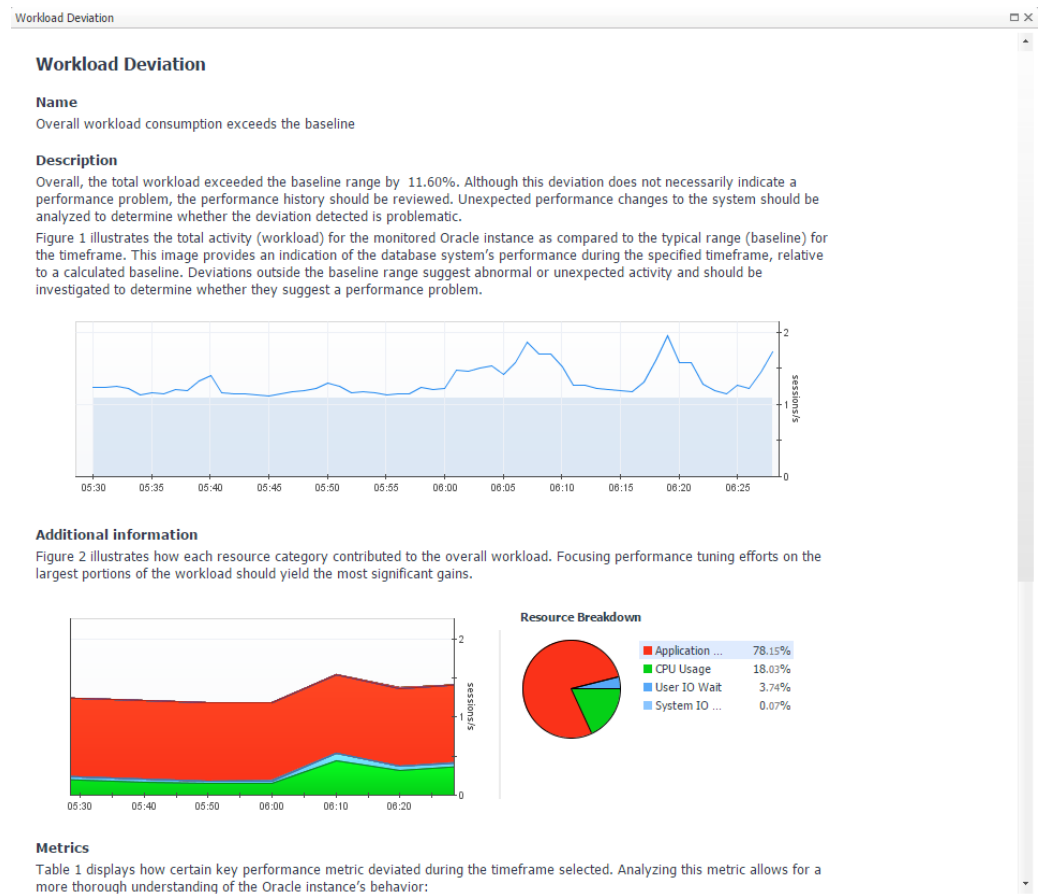 Workload Deviation
Workload Deviation
Name
Overall workload consumption exceeds the baseline
Description
Overall, the total workload exceeded the baseline range by 11.60%. Although this deviation does not necessarily indicate a
performance problem, the performance history should be reviewed. Unexpected performance changes to the system should be
analyzed to determine whether the deviation detected is problematic.
Figure 1 illustrates the total activity (workload) for the monitored Oracle instance as compared to the typical range (baseline) for
the timeframe. This image provides an indication of the database system's performance during the specified timeframe, relative
to a calculated baseline. Deviations outside the baseline range suggest abnormal or unexpected activity and should be
investigated to determine whether they suggest a performance problem.
2
1
0
sessions/s
05:30 05:35 05:40 05:45 05:50 05:55 06:00 06:05 06:10 06:15 06:20 06:25
Additional information
Figure 2 illustrates how each resource category contributed to the overall workload. Focusing performance tuning efforts on the
largest portions of the workload should yield the most significant gains.
2
1
0
sessions/s
05:30 05:40 05:50 06:00 06:10 06:20
Resource Breakdown
Application ... 78.15%
CPU Usage 18.03%
User IO Wait 3.74%
System IO ... 0.07%
Metrics
Table 1 displays how certain key performance metric deviated during the timeframe selected. Analyzing this metric allows for a
more thorough understanding of the Oracle instance's behavior: